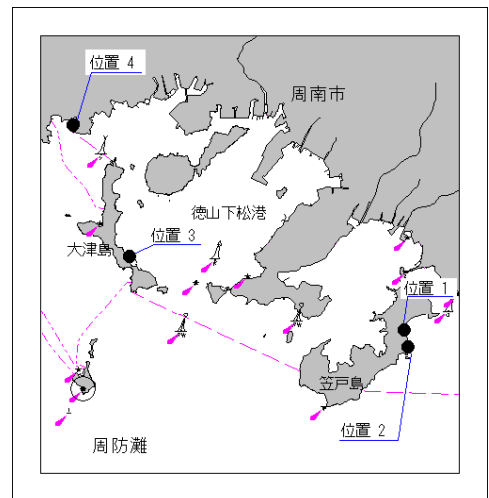 位置 4
周南市
徳山下松港
位置 3
大津島
位置 1
笠戸島
位置 2
周防灘